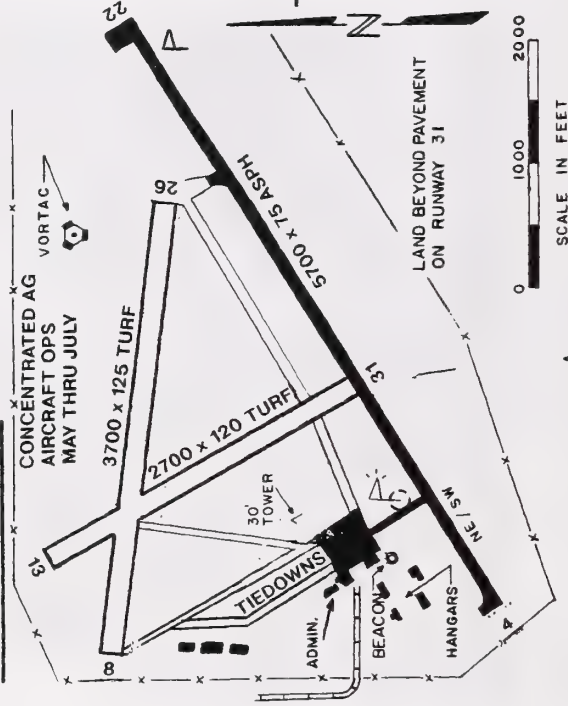 22
CONCENTRATED AG
AIRCRAFT OPS
MAY THRU JULY
VORTAC
26
N
3700 x 125 TURF
5700 x 75 ASPH
2700 x 120 TURF
13
30'
TOWER
31
LAND BEYOND PAVEMENT
ON RUNWAY 31
8
TIEDOWNS
ADMIN.
BEACON
HANGARS
NE/SW
4
0 1000 2000
SCALE IN FEET